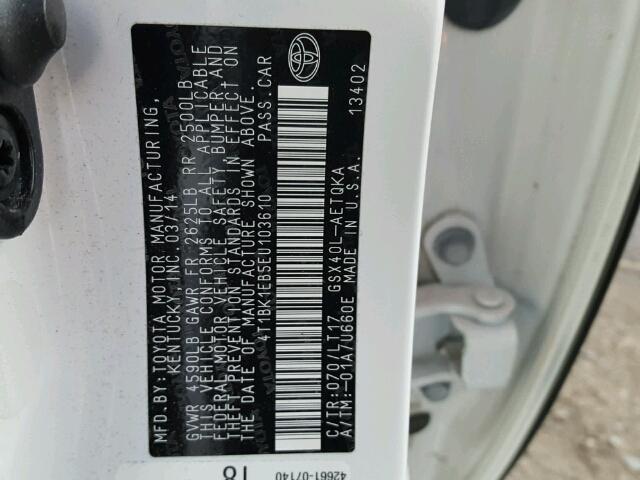 MFD. BY: TOYOTA MOTOR MANUFACTURING,
KENTUCKY, INC. 03/14
GVWR 4590LB GAWR FR 2625LB RR 2500LB
THIS VEHICLE CONFORMS TO ALL APPLICABLE
FEDERAL MOTOR VEHICLE SAFETY, BUMPER, AND
THEFT PREVENTION STANDARDS IN EFFECT ON
THE DATE OF MANUFACTURE SHOWN ABOVE.
4T1BK1EB5EU103610 PASS. CAR
C/TR: 070/LT17 GSX40L-AETQKA
A/TM:-01A/U660E MADE IN U.S.A.
13402
42661-07140
18